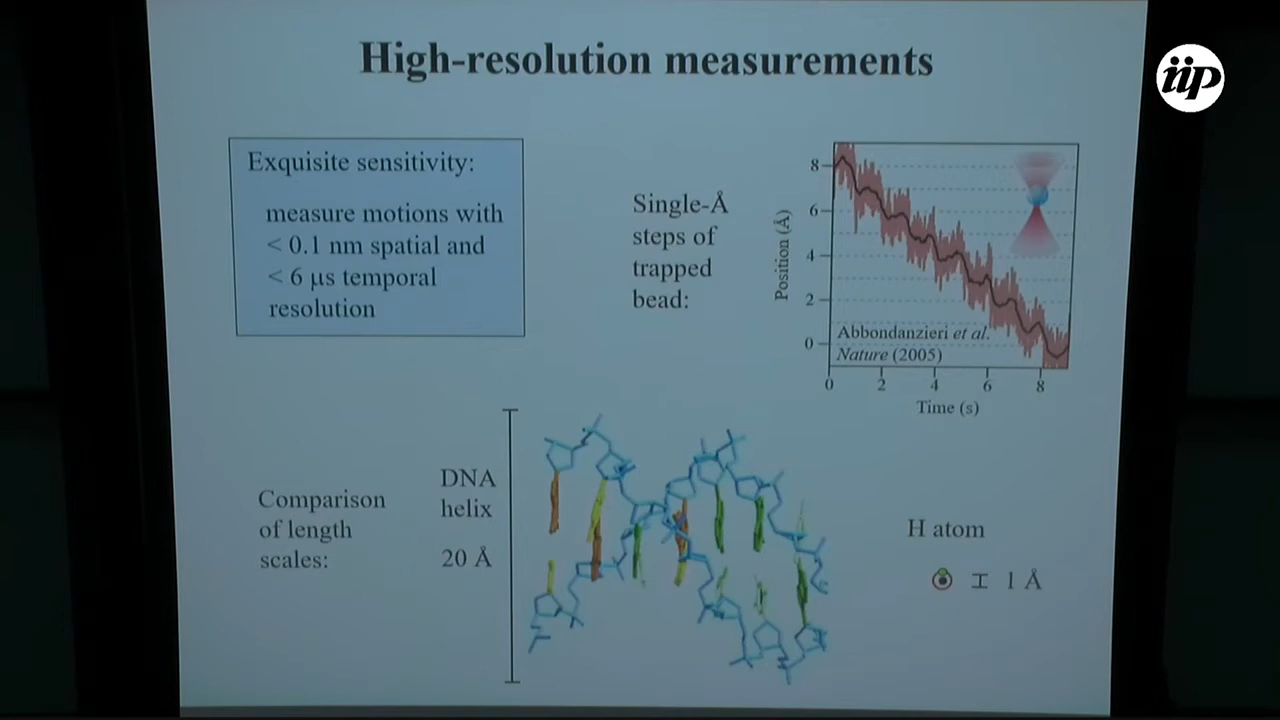 High-resolution measurements
iip
Exquisite sensitivity:
measure motions with
< 0.1 nm spatial and
< 6 μs temporal
resolution
Single-Å
steps of
trapped
bead:
Position (Å)
8
6
4
2
0
Abbondanzieri et al.
Nature (2005)
0 2 4 6 8
Time (s)
Comparison
of length
scales:
DNA
helix
20 Å
H atom
1 Å